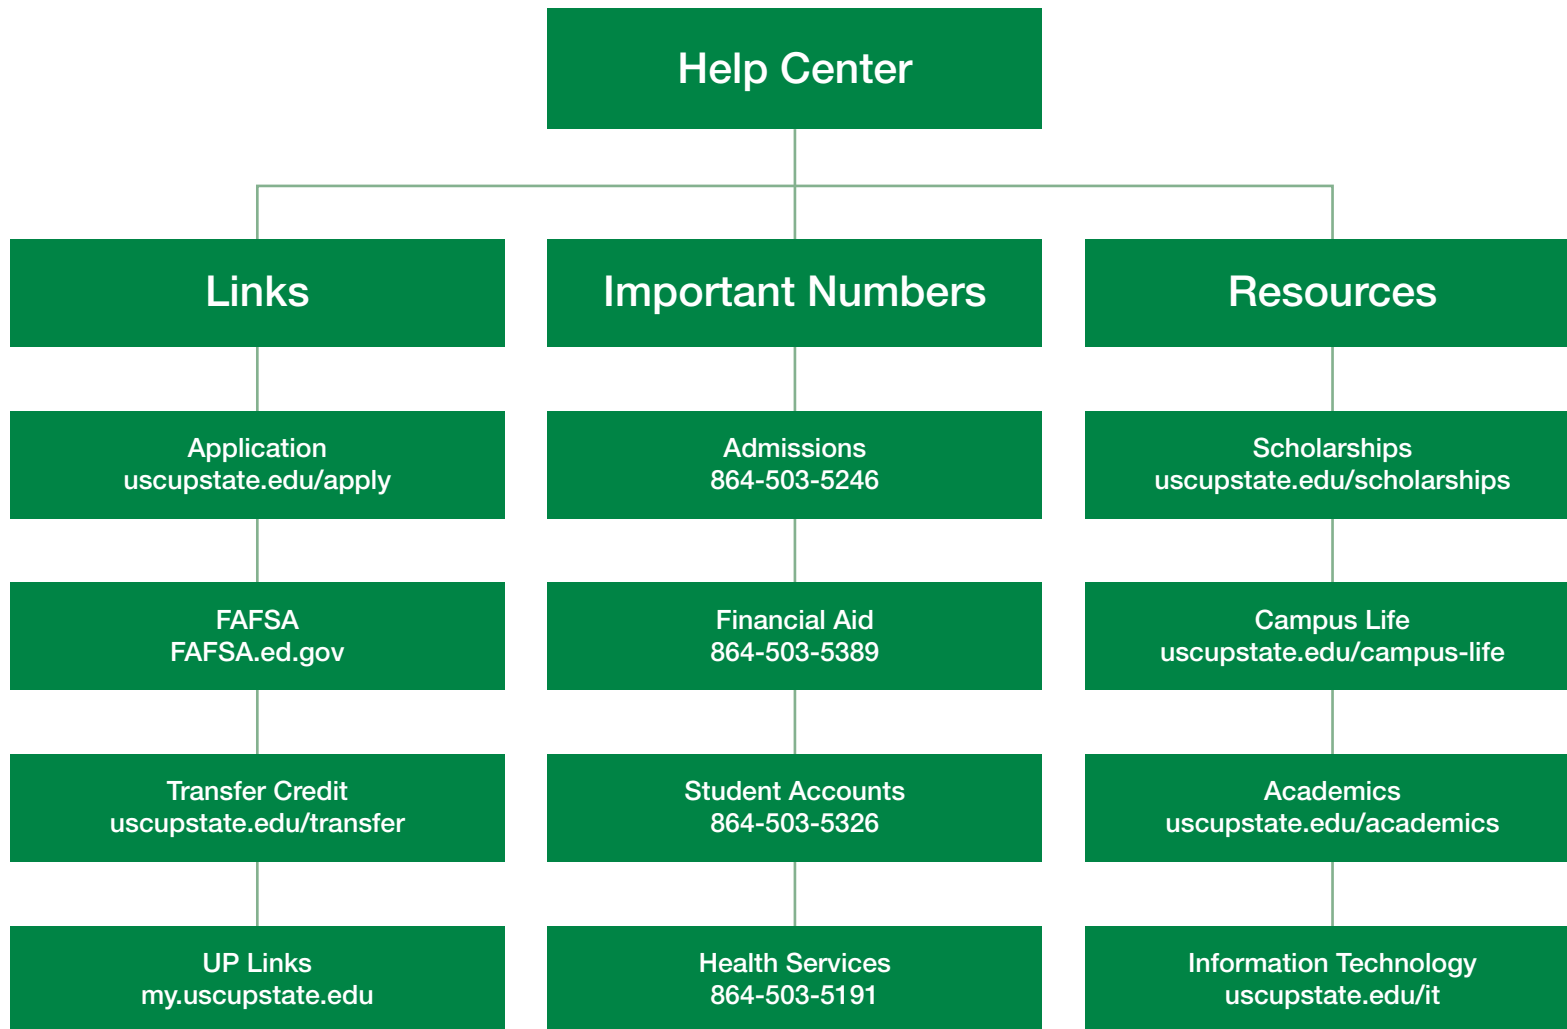 Help Center
Links
Important Numbers
Resources
Application
uscupstate.edu/apply
Admissions
864-503-5246
Scholarships
uscupstate.edu/scholarships
FAFSA
FAFSA.ed.gov
Financial Aid
864-503-5389
Campus Life
uscupstate.edu/campus-life
Transfer Credit
uscupstate.edu/transfer
Student Accounts
864-503-5326
Academics
uscupstate.edu/academics
UP Links
my.uscupstate.edu
Health Services
864-503-5191
Information Technology
uscupstate.edu/it